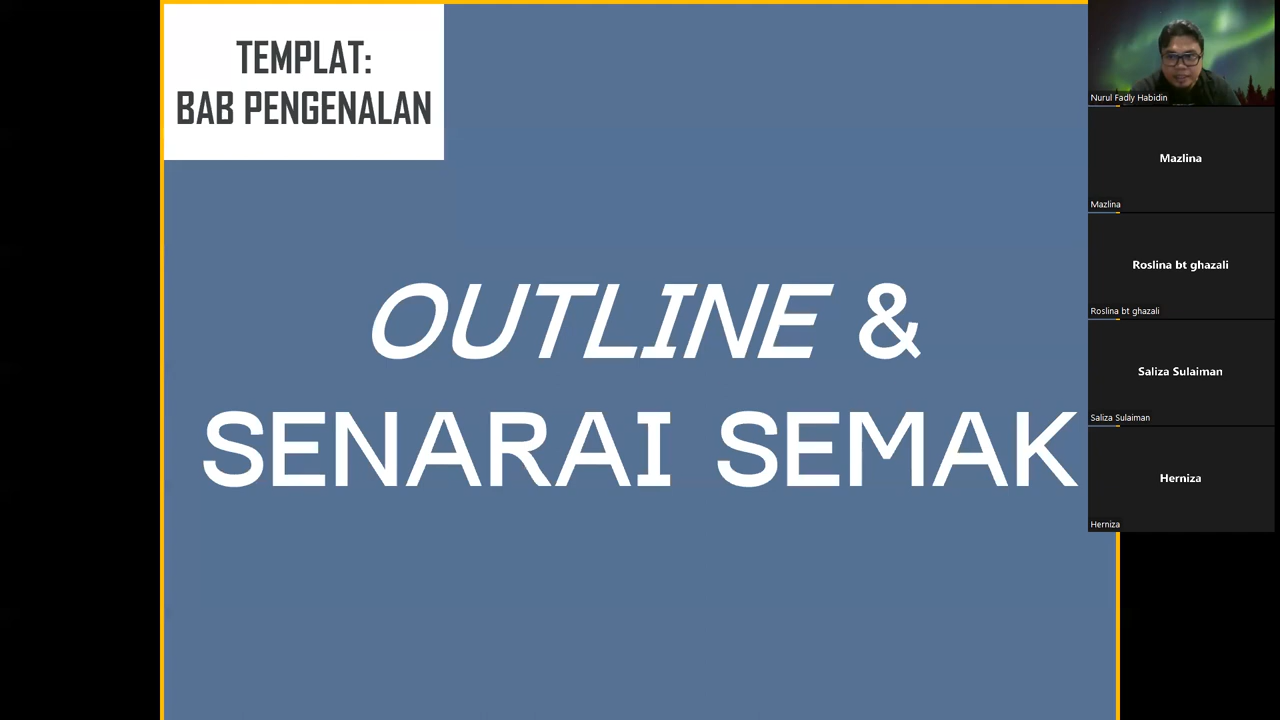 TEMPLAT:
BAB PENGENALAN
OUTLINE &
SENARAI SEMAK
Nurul Fadly Habidin
Mazlina
Mazlina
Roslina bt ghazali
Roslina bt ghazali
Saliza Sulaiman
Saliza Sulaiman
Herniza
Herniza